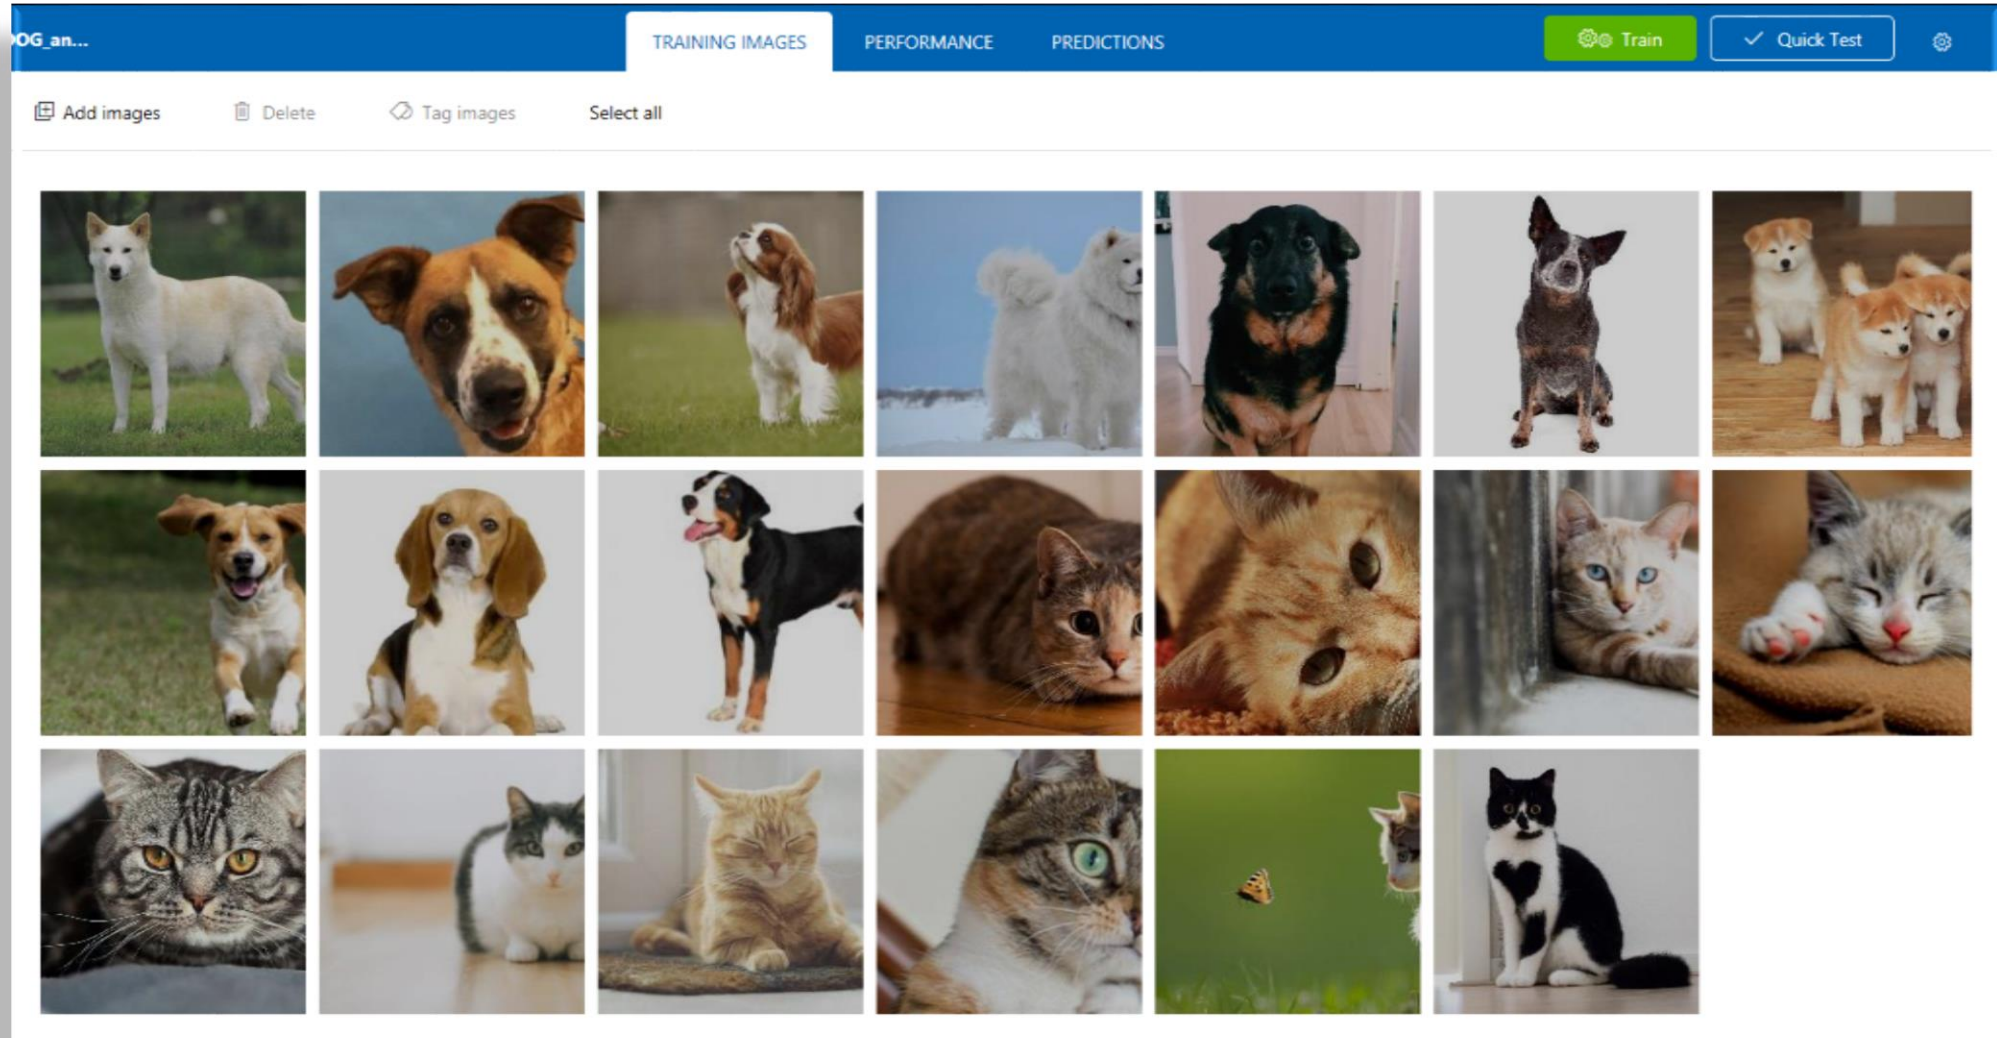 OG_an...
TRAINING IMAGES
PERFORMANCE
PREDICTIONS
Train
Quick Test
Add images
Delete
Tag images
Select all